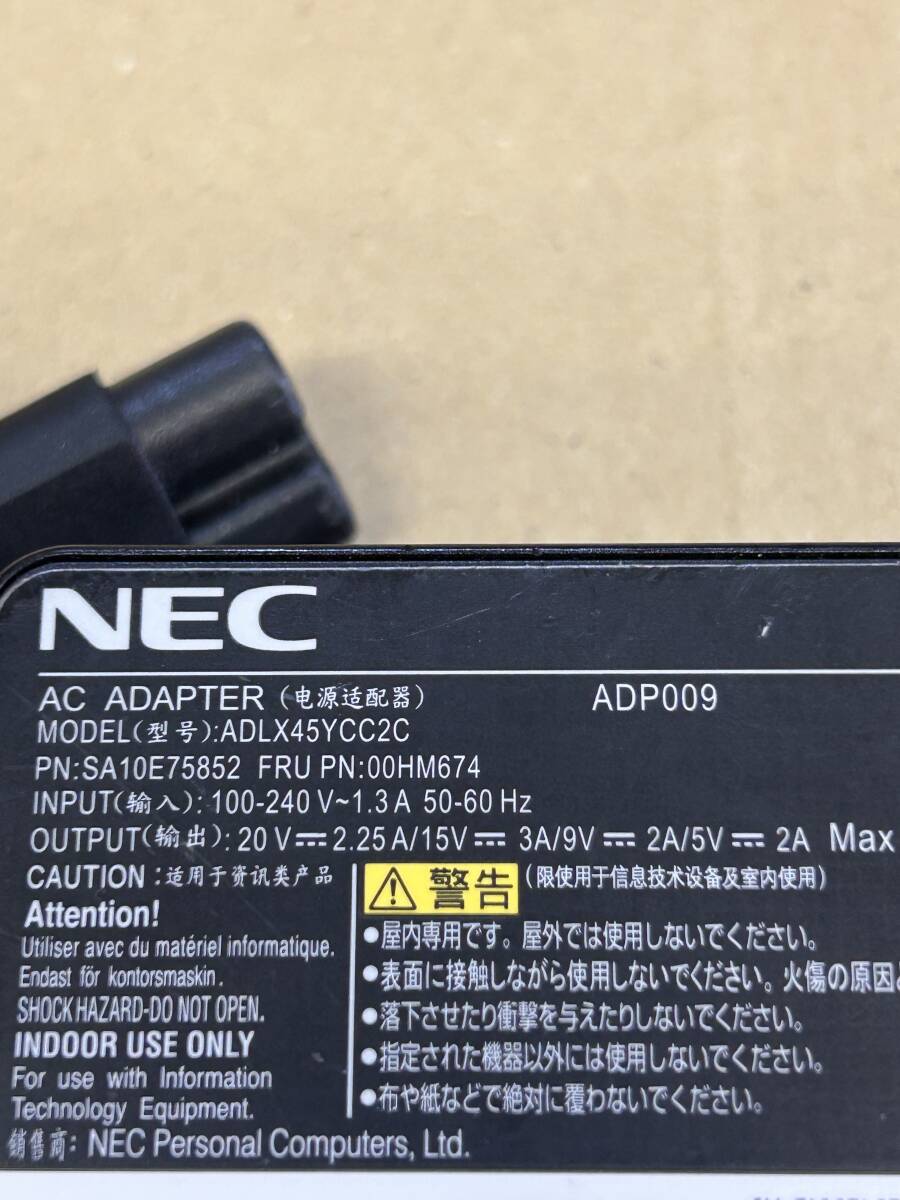 NEC
AC ADAPTER (电源适配器) ADP009
MODEL(型号):ADLX45YCC2C
PN:SA10E75852 FRU PN:00HM674
INPUT(输入): 100-240 V~1.3 A 50-60 Hz
OUTPUT(输出): 20 V⎓2.25 A/15V⎓ 3A/9V⎓ 2A/5V⎓ 2A Max
CAUTION :适用于资讯类产品
Attention!
Utiliser avec du matériel informatique.
Endast för kontorsmaskin.
SHOCK HAZARD-DO NOT OPEN.
INDOOR USE ONLY
For use with Information
Technology Equipment.
⚠警告 (限使用于信息技术设备及室内使用)
●屋内専用です。屋外では使用しないでください。
●表面に接触しながら使用しないでください。火傷の原因
●落下させたり衝撃を与えたりしないでください。
●指定された機器以外には使用しないでください。
●布や紙などで絶対に覆わないでください。
销售商: NEC Personal Computers, Ltd.